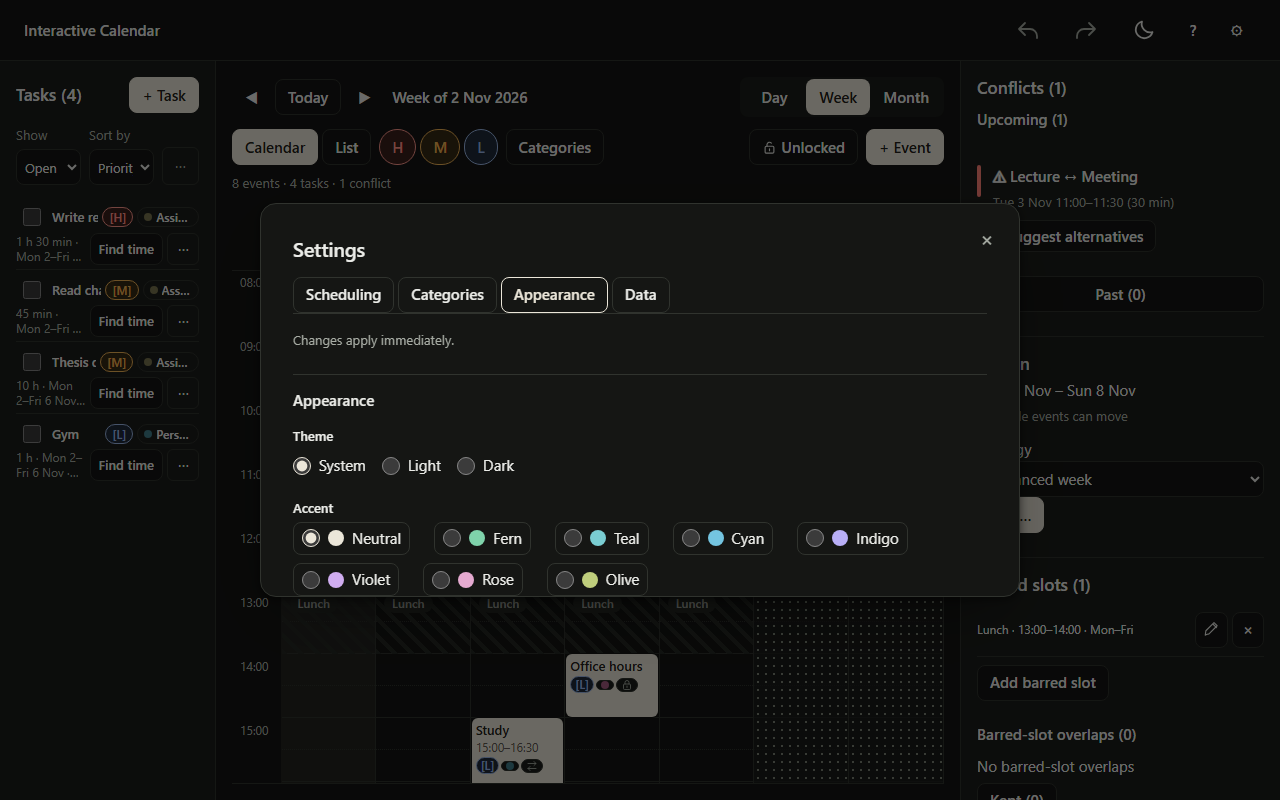 Interactive Calendar
?
Tasks (4)
+ Task
Show
Sort by
Open
Priorit
...
Write re [H] Assi...
1 h 30 min ·
Mon 2–Fri ...
Find time
...
Read cha [M] Ass...
45 min ·
Mon 2–Fri ...
Find time
...
Thesis c [M] Assi...
10 h · Mon
2–Fri 6 Nov...
Find time
...
Gym [L] Pers...
1 h · Mon 2–
Fri 6 Nov ·...
Find time
...
Today
Week of 2 Nov 2026
Day
Week
Month
Calendar
List
H
M
L
Categories
Unlocked
+ Event
8 events · 4 tasks · 1 conflict
08:0
09:0
10:0
11:0
12:0
13:00
14:00
15:00
Settings
×
Scheduling
Categories
Appearance
Data
Changes apply immediately.
Appearance
Theme
System
Light
Dark
Accent
Neutral
Fern
Teal
Cyan
Indigo
Violet
Rose
Olive
Lunch
Lunch
Lunch
Lunch
Lunch
Office hours
[L]
Study
15:00–16:30
[L]
Conflicts (1)
Upcoming (1)
Lecture ↔ Meeting
Tue 3 Nov 11:00–11:30 (30 min)
uggest alternatives
Past (0)
n
Nov – Sun 8 Nov
le events can move
gy
nced week
...
d slots (1)
Lunch · 13:00–14:00 · Mon–Fri
×
Add barred slot
Barred-slot overlaps (0)
No barred-slot overlaps
Kept (0)